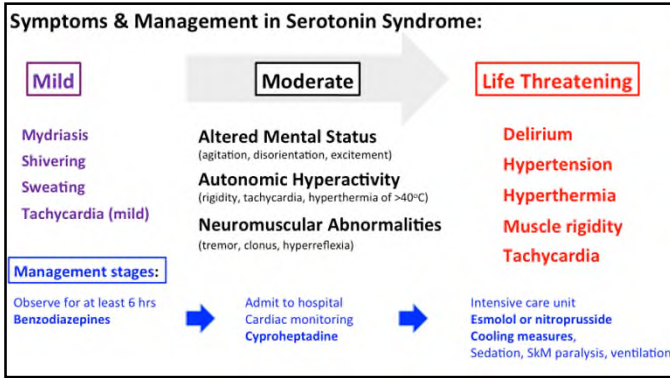 Symptoms & Management in Serotonin Syndrome:
Mild
Moderate
Life Threatening
Mydriasis
Shivering
Sweating
Tachycardia (mild)
Altered Mental Status
(agitation, disorientation, excitement)
Autonomic Hyperactivity
(rigidity, tachycardia, hyperthermia of >40°C)
Neuromuscular Abnormalities
(tremor, clonus, hyperreflexia)
Delirium
Hypertension
Hyperthermia
Muscle rigidity
Tachycardia
Management stages:
Observe for at least 6 hrs
Benzodiazepines
Admit to hospital
Cardiac monitoring
Cyproheptadine
Intensive care unit
Esmolol or nitroprusside
Cooling measures,
Sedation, SkM paralysis, ventilation